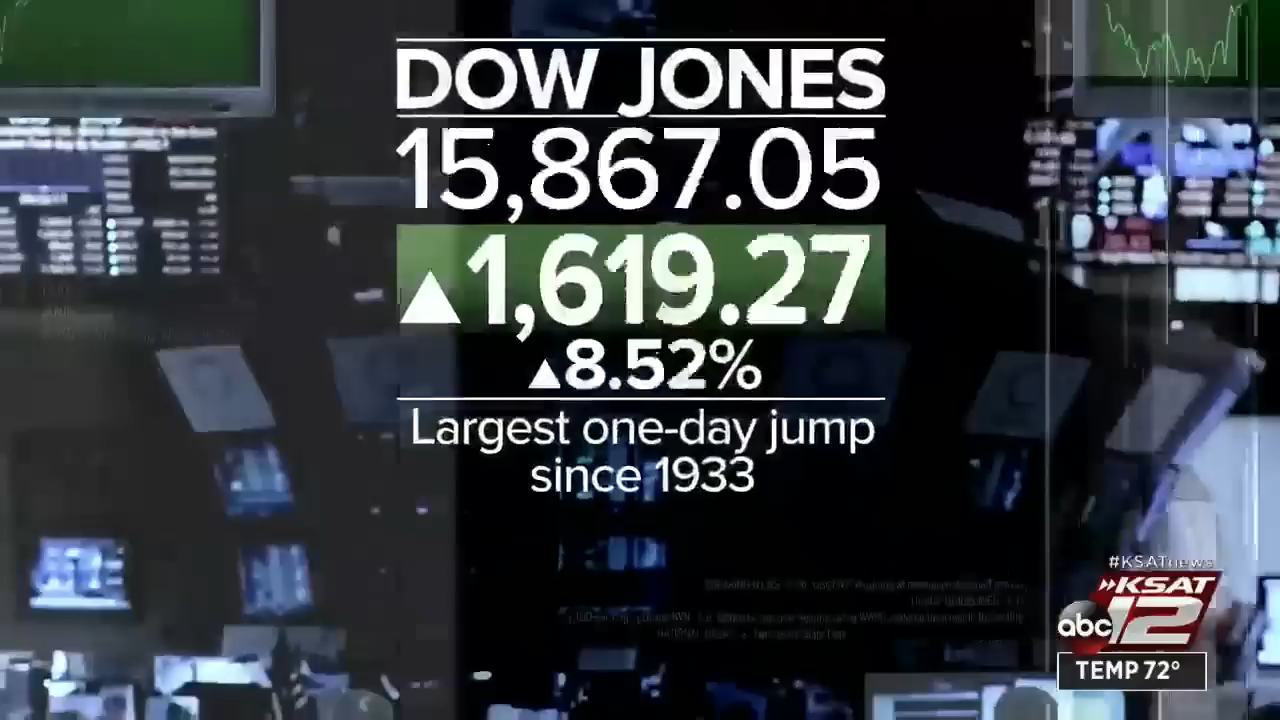 DOW JONES
15,867.05
▲1,619.27
▲8.52%
Largest one-day jump
since 1933
#KSATnews
KSAT
abc 12
TEMP 72°